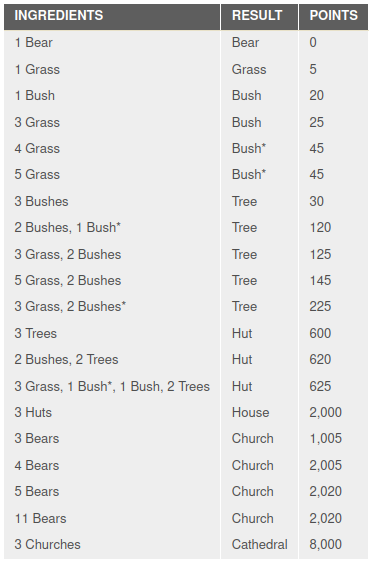 INGREDIENTS RESULT POINTS
1 Bear Bear 0
1 Grass Grass 5
1 Bush Bush 20
3 Grass Bush 25
4 Grass Bush* 45
5 Grass Bush* 45
3 Bushes Tree 30
2 Bushes, 1 Bush* Tree 120
3 Grass, 2 Bushes Tree 125
5 Grass, 2 Bushes Tree 145
3 Grass, 2 Bushes* Tree 225
3 Trees Hut 600
2 Bushes, 2 Trees Hut 620
3 Grass, 1 Bush*, 1 Bush, 2 Trees Hut 625
3 Huts House 2,000
3 Bears Church 1,005
4 Bears Church 2,005
5 Bears Church 2,020
11 Bears Church 2,020
3 Churches Cathedral 8,000